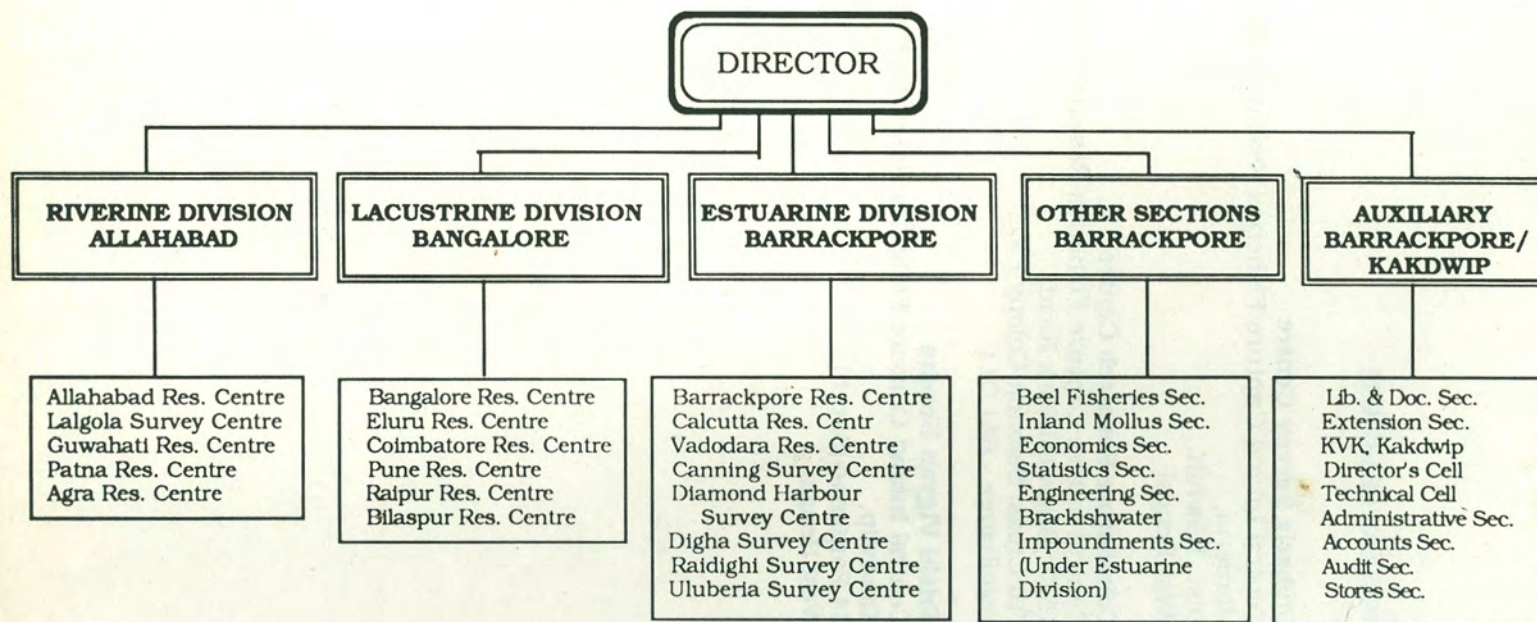 DIRECTOR
RIVERINE DIVISION
ALLAHABAD
LACUSTRINE DIVISION
BANGALORE
ESTUARINE DIVISION
BARRACKPORE
OTHER SECTIONS
BARRACKPORE
AUXILIARY
BARRACKPORE/
KAKDWIP
Allahabad Res. Centre
Lalgola Survey Centre
Guwahati Res. Centre
Patna Res. Centre
Agra Res. Centre
Bangalore Res. Centre
Eluru Res. Centre
Coimbatore Res. Centre
Pune Res. Centre
Raipur Res. Centre
Bilaspur Res. Centre
Barrackpore Res. Centre
Calcutta Res. Centr
Vadodara Res. Centre
Canning Survey Centre
Diamond Harbour
Survey Centre
Digha Survey Centre
Raidighi Survey Centre
Uluberia Survey Centre
Beel Fisheries Sec.
Inland Mollus Sec.
Economics Sec.
Statistics Sec.
Engineering Sec.
Brackishwater
Impoundments Sec.
(Under Estuarine
Division)
Lib. & Doc. Sec.
Extension Sec.
KVK, Kakdwip
Director's Cell
Technical Cell
Administrative Sec.
Accounts Sec.
Audit Sec.
Stores Sec.